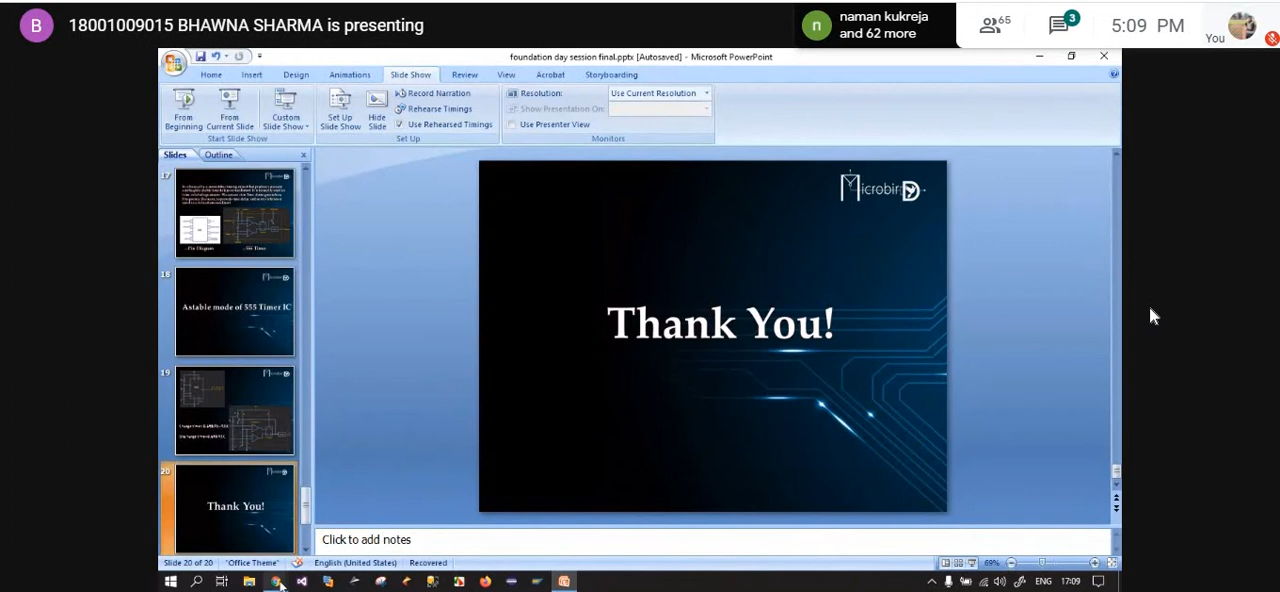 B
18001009015 BHAWNA SHARMA is presenting
n
naman kukreja
and 62 more
65
3
5:09 PM
You
foundation day session final.pptx [Autosaved] - Microsoft PowerPoint
Home Insert Design Animations Slide Show Review View Acrobat Storyboarding
From
Beginning
From
Current Slide
Custom
Slide Show
Start Slide Show
Set Up
Slide Show
Hide
Slide
Record Narration
Rehearse Timings
Use Rehearsed Timings
Set Up
Resolution: Use Current Resolution
Show Presentation On:
Use Presenter View
Monitors
Slides Outline
17
Pin Diagram
555 Timer
18
Astable mode of 555 Timer IC
19
20
Thank You!
MicrobirD
Thank You!
Click to add notes
Slide 20 of 20 "Office Theme" English (United States) Recovered 69%
ENG 17:09